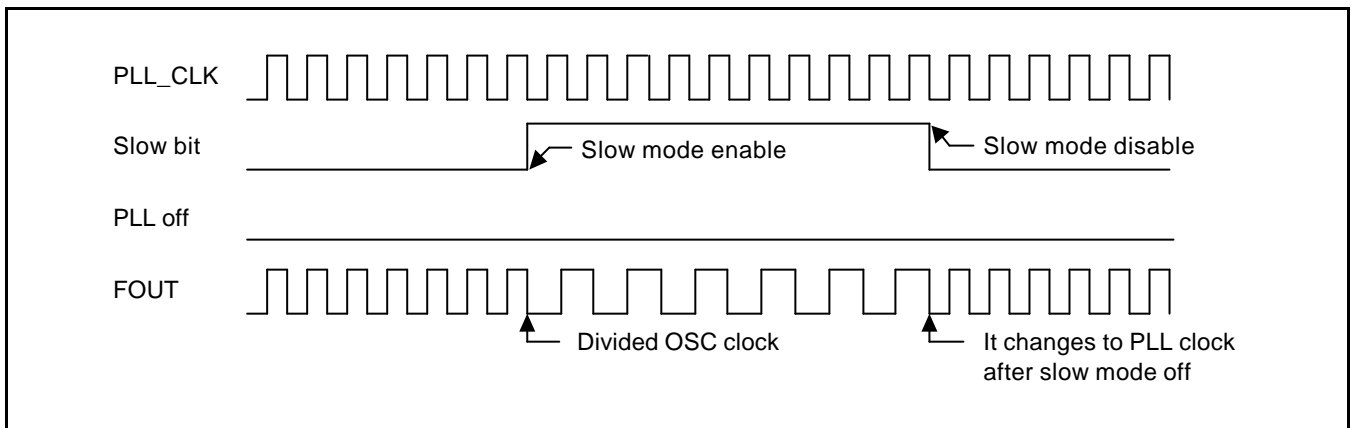 PLL_CLK
Slow bit
Slow mode enable
Slow mode disable
PLL off
FOUT
Divided OSC clock
It changes to PLL clock
after slow mode off